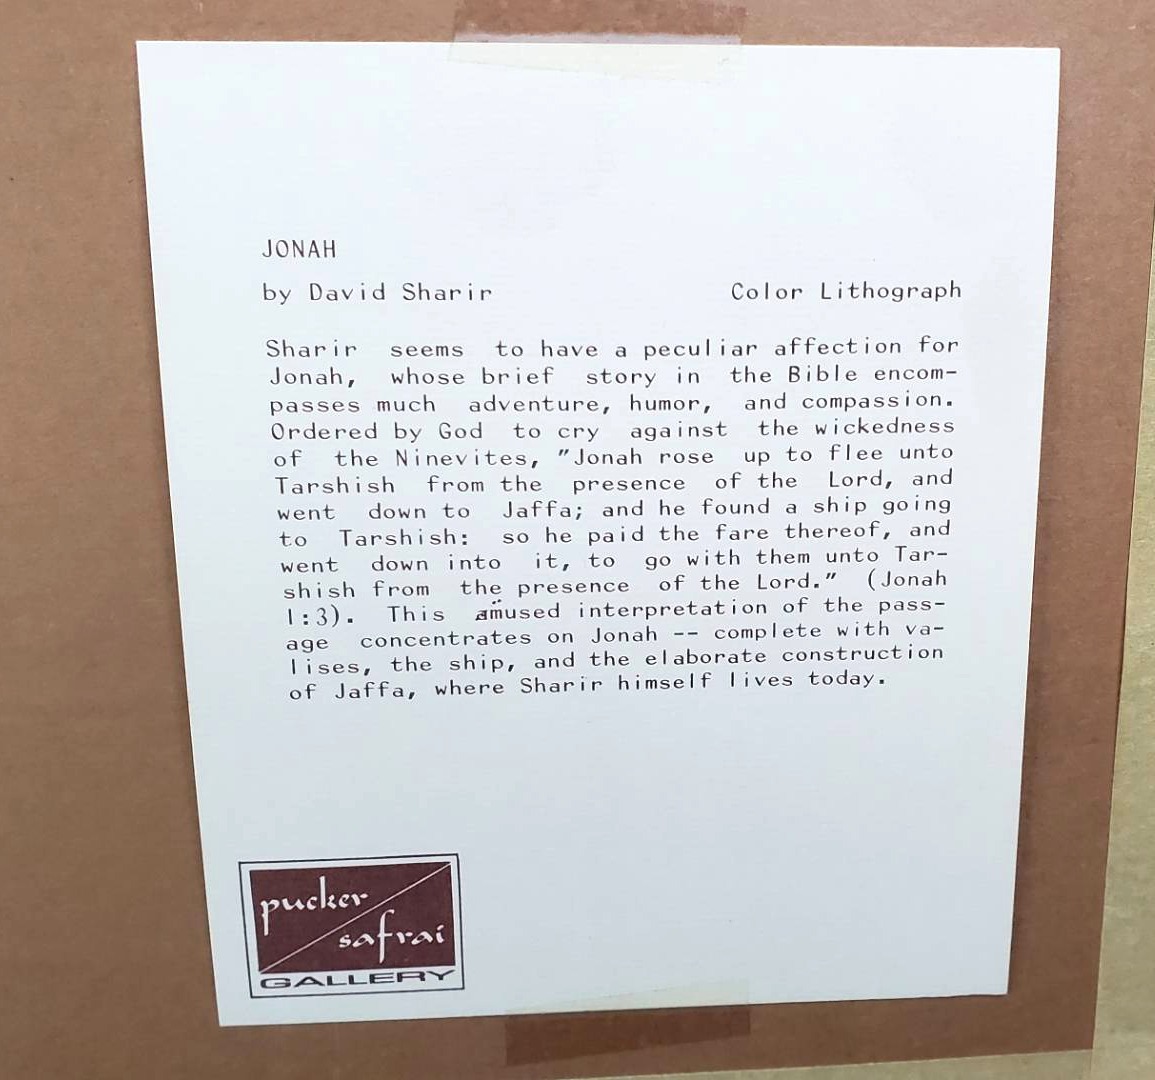 JONAH
by David Sharir Color Lithograph
Sharir seems to have a peculiar affection for
Jonah, whose brief story in the Bible encom-
passes much adventure, humor, and compassion.
Ordered by God to cry against the wickedness
of the Ninevites, "Jonah rose up to flee unto
Tarshish from the presence of the Lord, and
went down to Jaffa; and he found a ship going
to Tarshish: so he paid the fare thereof, and
went down into it, to go with them unto Tar-
shish from the presence of the Lord." (Jonah
1:3). This amused interpretation of the pass-
age concentrates on Jonah -- complete with va-
lises, the ship, and the elaborate construction
of Jaffa, where Sharir himself lives today.
pucker
safrai
GALLERY